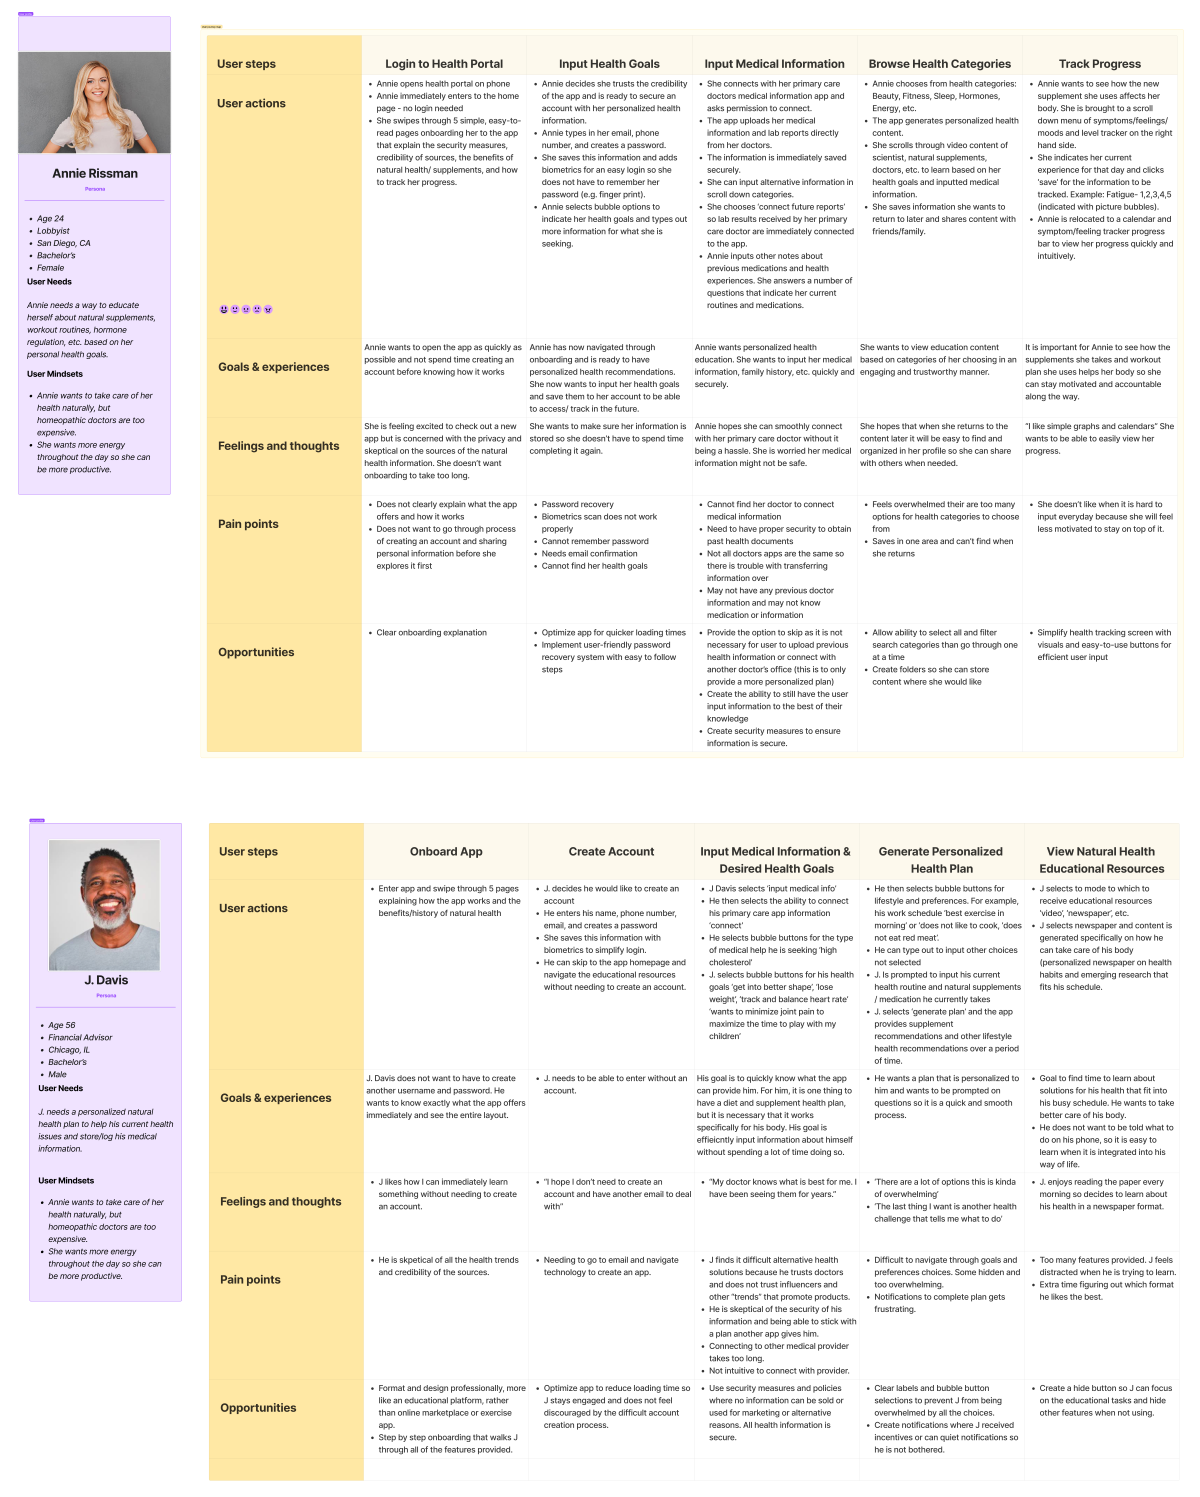 Annie Rissman
Persona
• Age 24
• Lobbyist
• San Diego, CA
• Bachelor's
• Female
User Needs
Annie needs a way to educate
herself about natural supplements,
workout routines, hormone
regulation, etc. based on her
personal health goals.
User Mindsets
• Annie wants to take care of her
health naturally, but
homeopathic doctors are too
expensive.
• She wants more energy
throughout the day so she can
be more productive.
User steps
Login to Health Portal
Input Health Goals
Input Medical Information
Browse Health Categories
Track Progress
User actions
• Annie opens health portal on phone
• Annie immediately enters to the home
page - no login needed
• She swipes through 5 simple, easy-to-
read pages onboarding her to the app
that explain the security measures,
credibility of sources, the benefits of
natural health/ supplements, and how
to track her progress.
• Annie decides she trusts the credibility
of the app and is ready to secure an
account with her personalized health
information.
• Annie types in her email, phone
number, and creates a password.
• She saves this information and adds
biometrics for an easy login so she
does not have to remember her
password (e.g. finger print).
• Annie selects bubble options to
indicate her health goals and types out
more information for what she is
seeking.
• She connects with her primary care
doctors medical information app and
asks permission to connect.
• The app uploads her medical
information and lab reports directly
from her doctors.
• The information is immediately saved
securely.
• She can input alternative information in
scroll down categories.
• She chooses 'connect future reports'
so lab results received by her primary
care doctor are immediately connected
to the app.
• Annie inputs other notes about
previous medications and health
experiences. She answers a number of
questions that indicate her current
routines and medications.
• Annie chooses from health categories:
Beauty, Fitness, Sleep, Hormones,
Energy, etc.
• The app generates personalized health
content.
• She scrolls through video content of
scientist, natural supplements,
doctors, etc. to learn based on her
health goals and inputted medical
information.
• She saves information she wants to
return to later and shares content with
friends/family.
• Annie wants to see how the new
supplement she uses affects her
body. She is brought to a scroll
down menu of symptoms/feelings/
moods and level tracker on the right
hand side.
• She indicates her current
experience for that day and clicks
'save' for the information to be
tracked. Example: Fatigue- 1,2,3,4,5
(indicated with picture bubbles).
• Annie is relocated to a calendar and
symptom/feeling tracker progress
bar to view her progress quickly and
intuitively.
Goals & experiences
Annie wants to open the app as quickly as
possible and not spend time creating an
account before knowing how it works
Annie has now navigated through
onboarding and is ready to have
personalized health recommendations.
She now wants to input her health goals
and save them to her account to be able
to access/ track in the future.
Annie wants personalized health
education. She wants to input her medical
information, family history, etc. quickly and
securely.
She wants to view education content
based on categories of her choosing in an
engaging and trustworthy manner.
It is important for Annie to see how the
supplements she takes and workout
plan she uses helps her body so she
can stay motivated and accountable
along the way.
Feelings and thoughts
She is feeling excited to check out a new
app but is concerned with the privacy and
skeptical on the sources of the natural
health information. She doesn't want
onboarding to take too long.
She wants to make sure her information is
stored so she doesn't have to spend time
completing it again.
Annie hopes she can smoothly connect
with her primary care doctor without it
being a hassle. She is worried her medical
information might not be safe.
She hopes that when she returns to the
content later it will be easy to find and
organized in her profile so she can share
with others when needed.
"I like simple graphs and calendars" She
wants to be able to easily view her
progress.
Pain points
• Does not clearly explain what the app
offers and how it works
• Does not want to go through process
of creating an account and sharing
personal information before she
explores it first
• Password recovery
• Biometrics scan does not work
properly
• Cannot remember password
• Needs email confirmation
• Cannot find her health goals
• Cannot find her doctor to connect
medical information
• Need to have proper security to obtain
past health documents
• Not all doctors apps are the same so
there is trouble with transferring
information over
• May not have any previous doctor
information and may not know
medication or information
• Feels overwhelmed their are too many
options for health categories to choose
from
• Saves in one area and can't find when
she returns
• She doesn't like when it is hard to
input everyday because she will feel
less motivated to stay on top of it.
Opportunities
• Clear onboarding explanation
• Optimize app for quicker loading times
• Implement user-friendly password
recovery system with easy to follow
steps
• Provide the option to skip as it is not
necessary for user to upload previous
health information or connect with
another doctor's office (this is to only
provide a more personalized plan)
• Create the ability to still have the user
input information to the best of their
knowledge
• Create security measures to ensure
information is secure.
• Allow ability to select all and filter
search categories than go through one
at a time
• Create folders so she can store
content where she would like
• Simplify health tracking screen with
visuals and easy-to-use buttons for
efficient user input
J. Davis
Persona
• Age 56
• Financial Advisor
• Chicago, IL
• Bachelor's
• Male
User Needs
J. needs a personalized natural
health plan to help his current health
issues and store/log his medical
information.
User Mindsets
• Annie wants to take care of her
health naturally, but
homeopathic doctors are too
expensive.
• She wants more energy
throughout the day so she can
be more productive.
User steps
Onboard App
Create Account
Input Medical Information &
Desired Health Goals
Generate Personalized
Health Plan
View Natural Health
Educational Resources
User actions
• Enter app and swipe through 5 pages
explaining how the app works and the
benefits/history of natural health
• J. decides he would like to create an
account
• He enters his name, phone number,
email, and creates a password
• She saves this information with
biometrics to simplify login.
• He can skip to the app homepage and
navigate the educational resources
without needing to create an account.
• J Davis selects 'input medical info'
• He then selects the ability to connect
his primary care app information
'connect'
• He selects bubble buttons for the type
of medical help he is seeking 'high
cholesterol'
• J. selects bubble buttons for his health
goals 'get into better shape', 'lose
weight', 'track and balance heart rate'
'wants to minimize joint pain to
maximize the time to play with my
children'
• He then selects bubble buttons for
lifestyle and preferences. For example,
his work schedule 'best exercise in
morning' or 'does not like to cook, 'does
not eat red meat'.
• He can type out to input other choices
not selected
• J. Is prompted to input his current
health routine and natural supplements
/ medication he currently takes
• J. selects 'generate plan' and the app
provides supplement
recommendations and other lifestyle
health recommendations over a period
of time.
• J selects to mode to which to
receive educational resources
'video', 'newspaper', etc.
• J selects newspaper and content is
generated specifically on how he
can take care of his body
(personalized newspaper on health
habits and emerging research that
fits his schedule.
Goals & experiences
J. Davis does not want to have to create
another username and password. He
wants to know exactly what the app offers
immediately and see the entire layout.
• J. needs to be able to enter without an
account.
His goal is to quickly know what the app
can provide him. For him, it is one thing to
have a diet and supplement health plan,
but it is necessary that it works
specifically for his body. His goal is
effieicntly input information about himself
without spending a lot of time doing so.
• He wants a plan that is personalized to
him and wants to be prompted on
questions so it is a quick and smooth
process.
• Goal to find time to learn about
solutions for his health that fit into
his busy schedule. He wants to take
better care of his body.
• He does not want to be told what to
do on his phone, so it is easy to
learn when it is integrated into his
way of life.
Feelings and thoughts
• J likes how I can immediately learn
something without needing to create
an account.
• "I hope I don't need to create an
account and have another email to deal
with"
• "My doctor knows what is best for me. I
have been seeing them for years."
• 'There are a lot of options this is kinda
of overwhelming'
• 'The last thing I want is another health
challenge that tells me what to do'
• J. enjoys reading the paper every
morning so decides to learn about
his health in a newspaper format.
Pain points
• He is skpetical of all the health trends
and credibility of the sources.
• Needing to go to email and navigate
technology to create an app.
• J finds it difficult alternative health
solutions because he trusts doctors
and does not trust influencers and
other "trends" that promote products.
• He is skeptical of the security of his
information and being able to stick with
a plan another app gives him.
• Connecting to other medical provider
takes too long.
• Not intuitive to connect with provider.
• Difficult to navigate through goals and
preferences choices. Some hidden and
too overwhelming.
• Notifications to complete plan gets
frustrating.
• Too many features provided. J feels
distracted when he is trying to learn.
• Extra time figuring out which format
he likes the best.
Opportunities
• Format and design professionally, more
like an educational platform, rather
than online marketplace or exercise
app.
• Step by step onboarding that walks J
through all of the features provided.
• Optimize app to reduce loading time so
J stays engaged and does not feel
discouraged by the difficult account
creation process.
• Use security measures and policies
where no information can be sold or
used for marketing or alternative
reasons. All health information is
secure.
• Clear labels and bubble button
selections to prevent J from being
overwhelmed by all the choices.
• Create notifications where J received
incentives or can quiet notifications so
he is not bothered.
• Create a hide button so J can focus
on the educational tasks and hide
other features when not using.